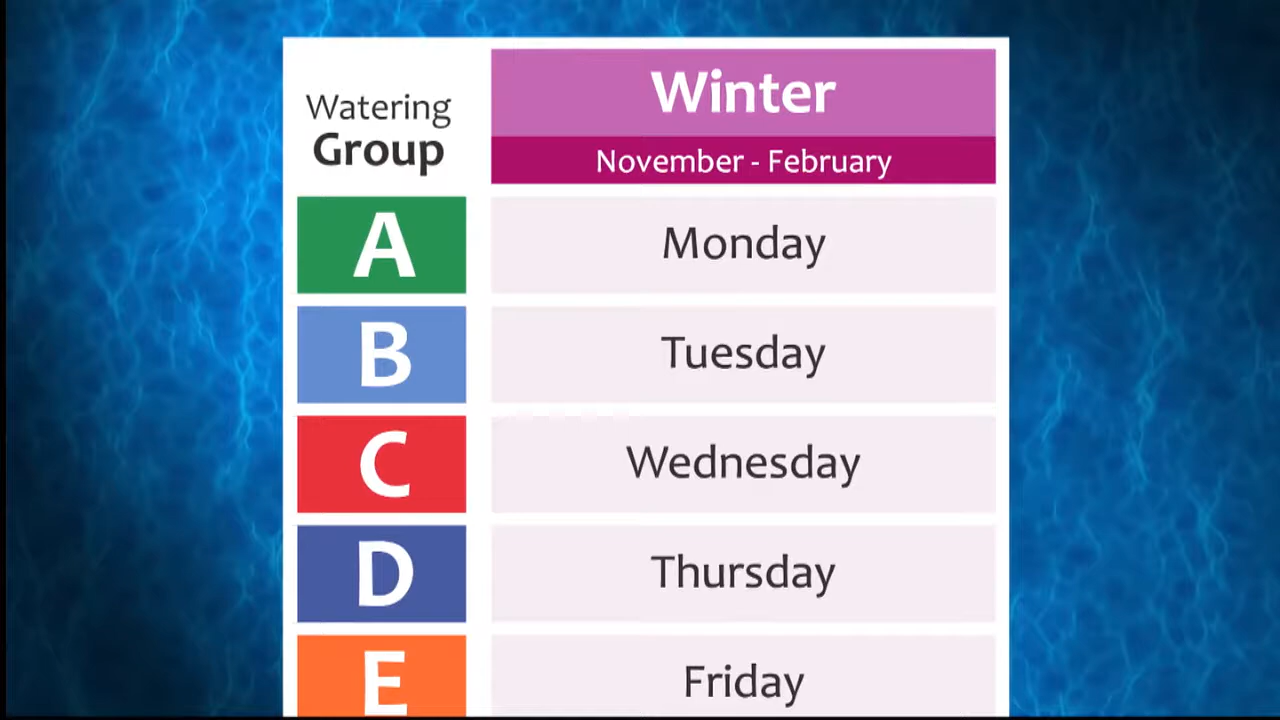 Watering
Group
Winter
November - February
A
Monday
B
Tuesday
C
Wednesday
D
Thursday
E
Friday